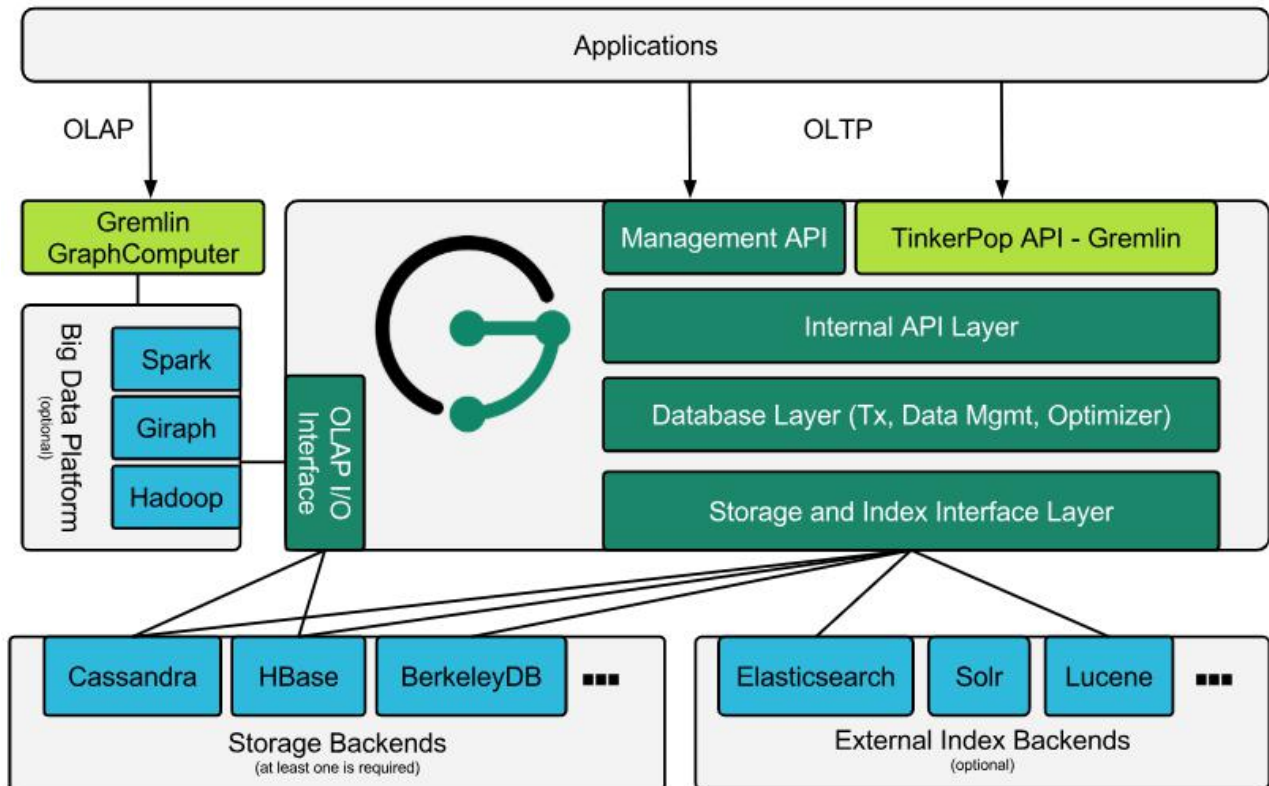 Applications
OLAP
OLTP
Gremlin
GraphComputer
Management API
TinkerPop API - Gremlin
Internal API Layer
Big Data Platform
(optional)
Spark
Giraph
Hadoop
OLAP I/O
Interface
Database Layer (Tx, Data Mgmt, Optimizer)
Storage and Index Interface Layer
Cassandra
HBase
BerkeleyDB
Storage Backends
(at least one is required)
Elasticsearch
Solr
Lucene
External Index Backends
(optional)